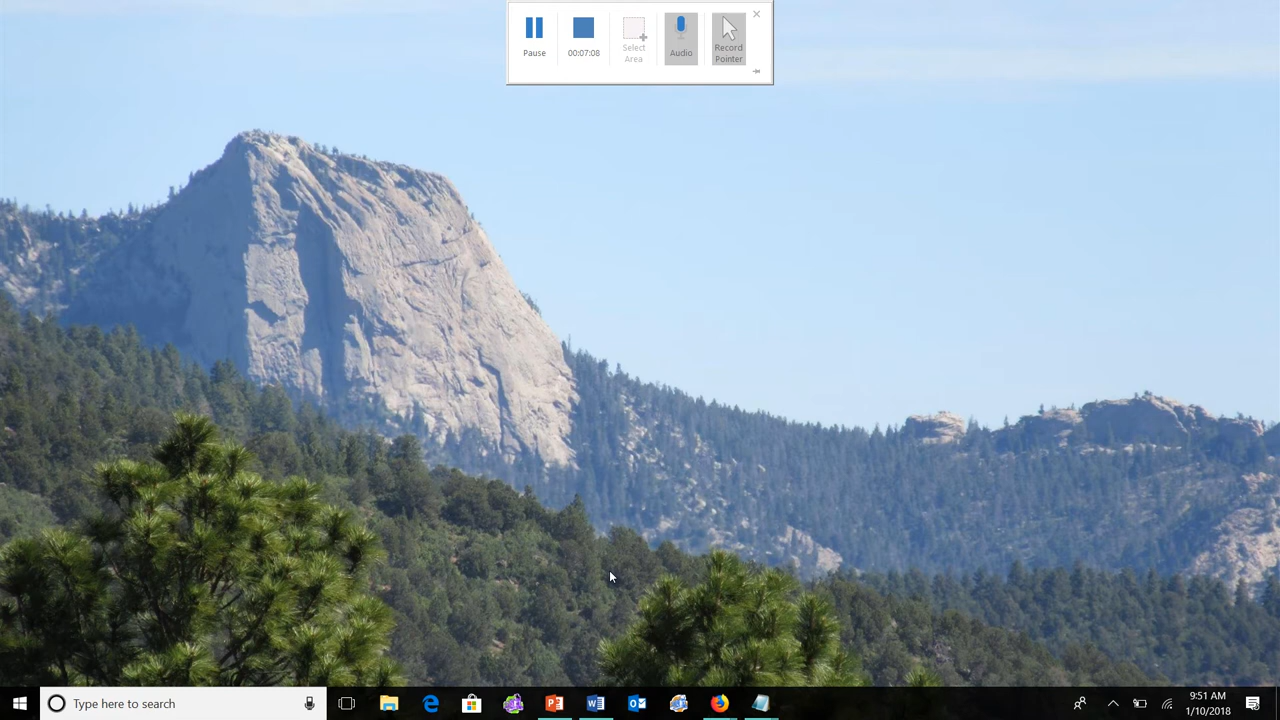 Pause
00:07:08
Select
Area
Audio
Record
Pointer
Type here to search
9:51 AM
1/10/2018